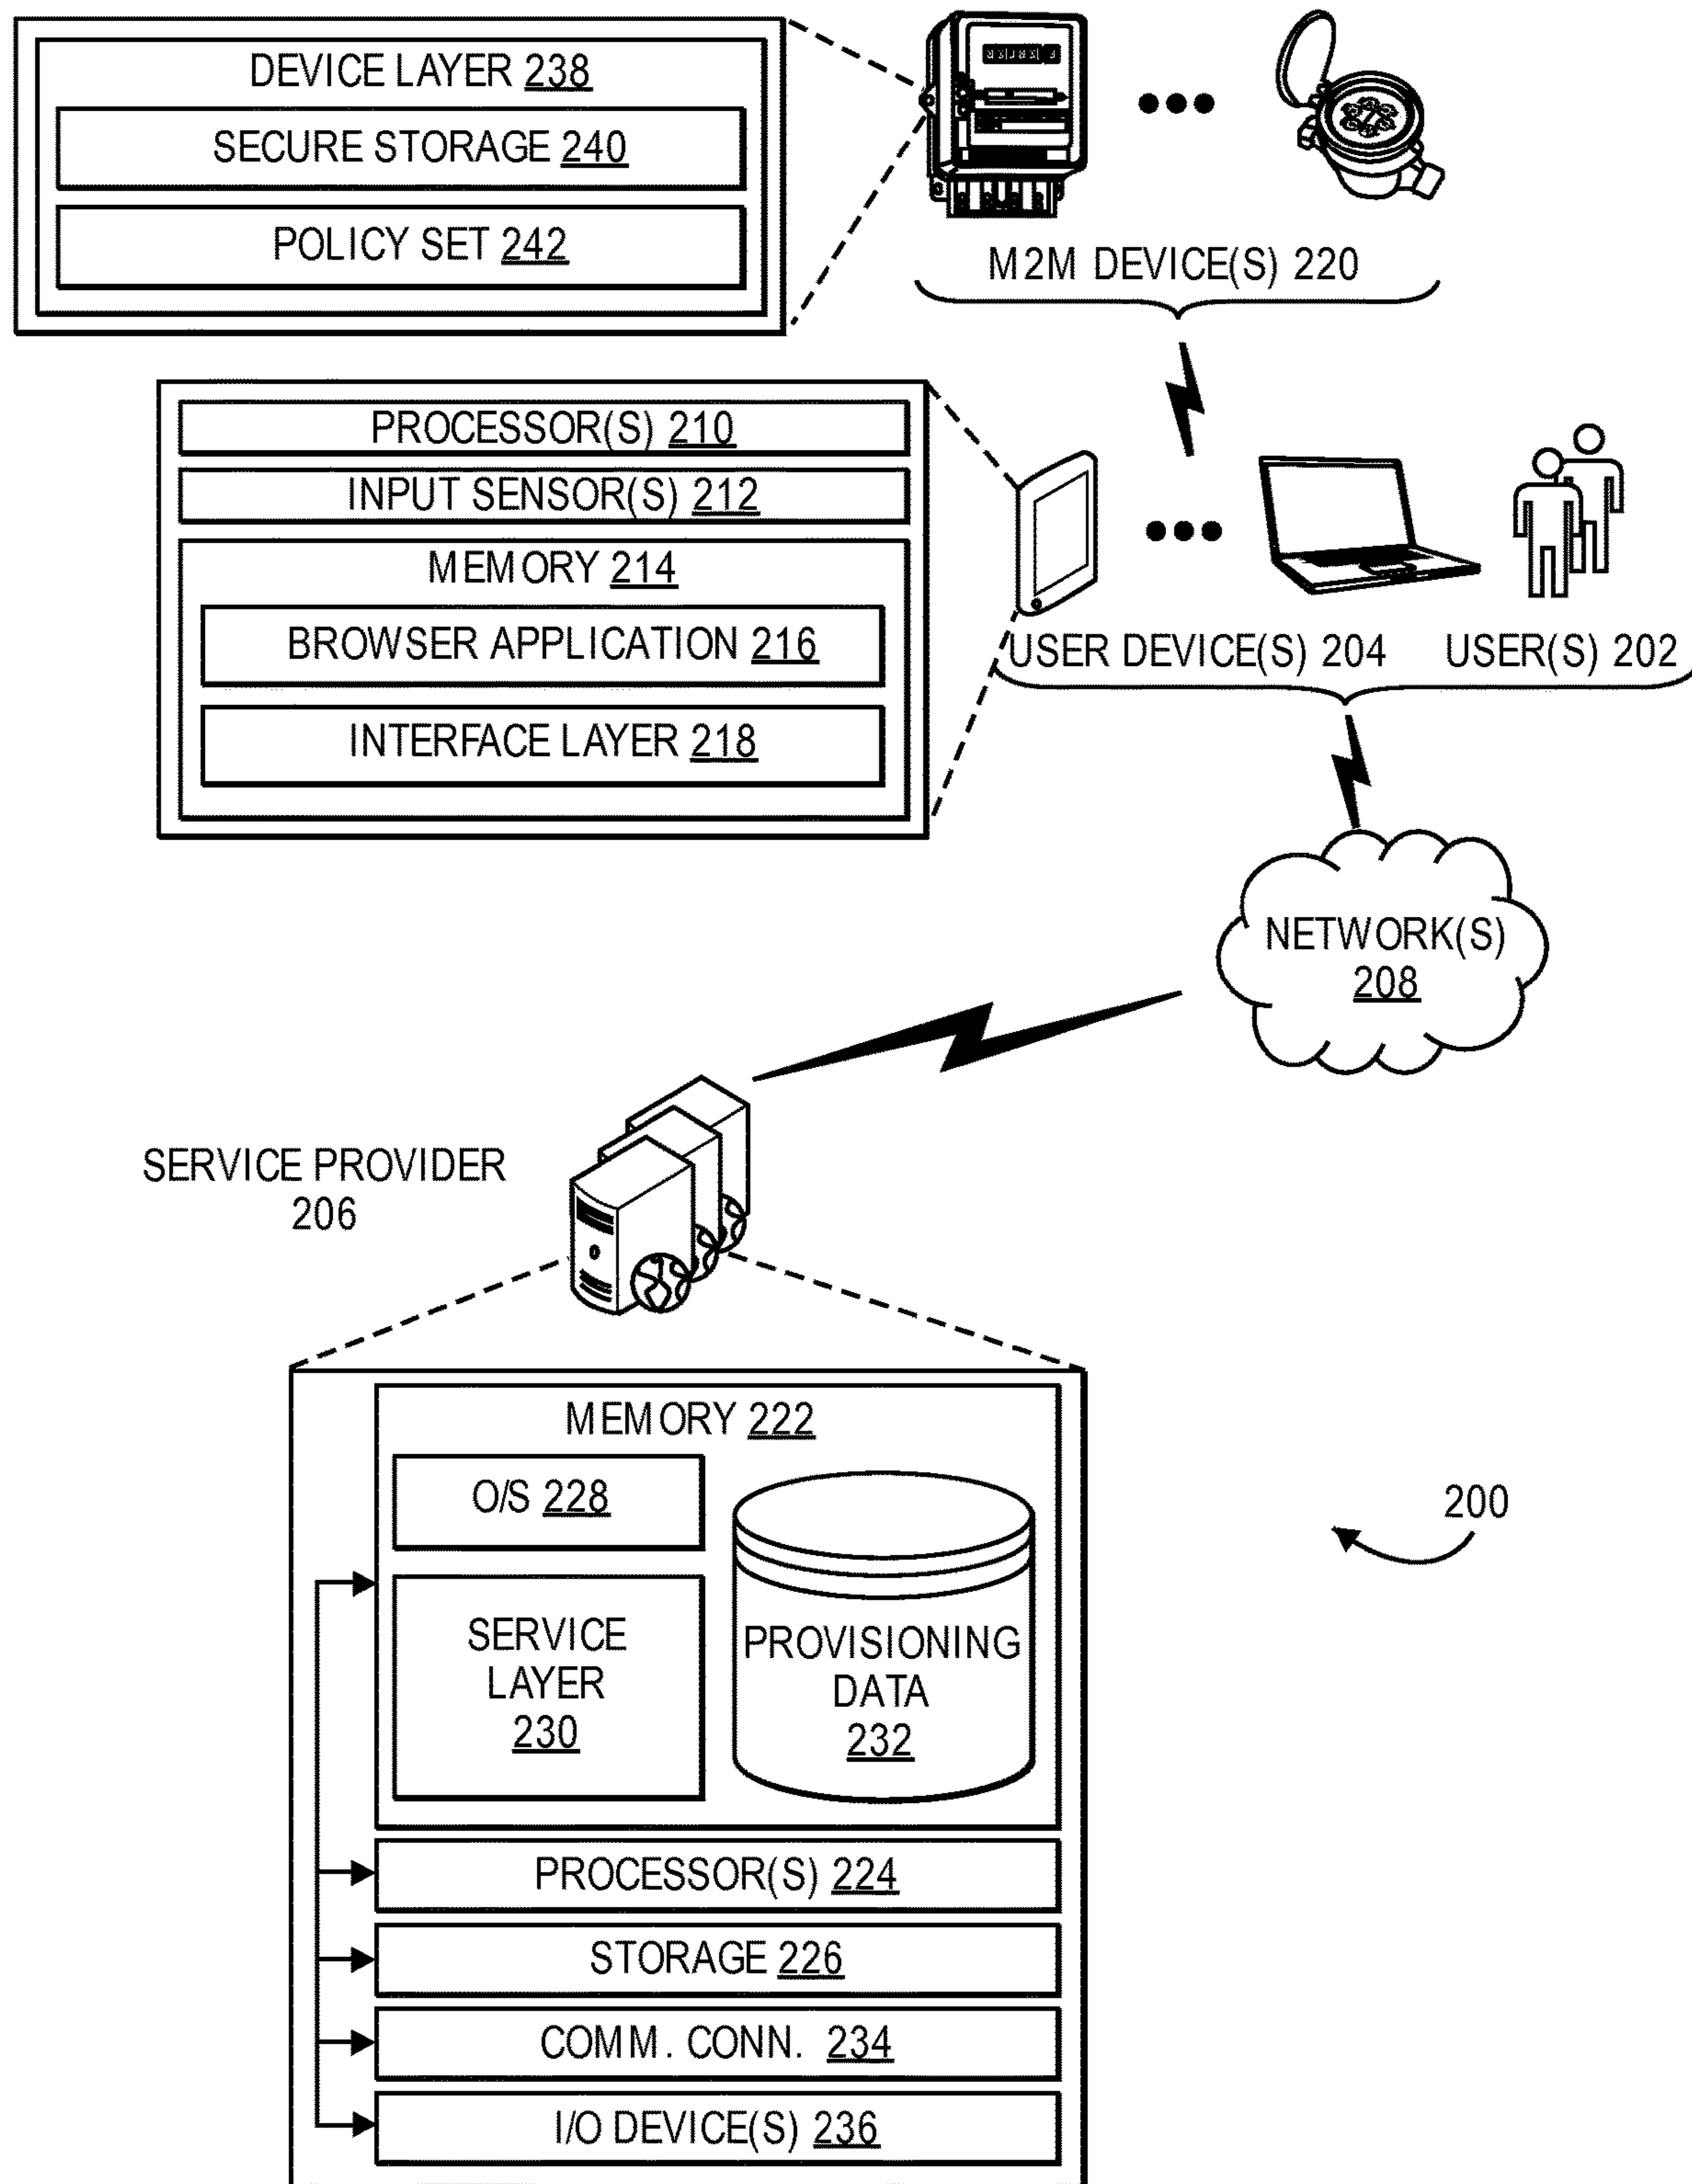 DEVICE LAYER 238
SECURE STORAGE 240
POLICY SET 242
M2M DEVICE(S) 220
PROCESSOR(S) 210
INPUT SENSOR(S) 212
MEMORY 214
BROWSER APPLICATION 216
INTERFACE LAYER 218
USER DEVICE(S) 204
USER(S) 202
NETWORK(S)
208
SERVICE PROVIDER
206
MEMORY 222
O/S 228
SERVICE
LAYER
230
PROVISIONING
DATA
232
200
PROCESSOR(S) 224
STORAGE 226
COMM. CONN. 234
I/O DEVICE(S) 236